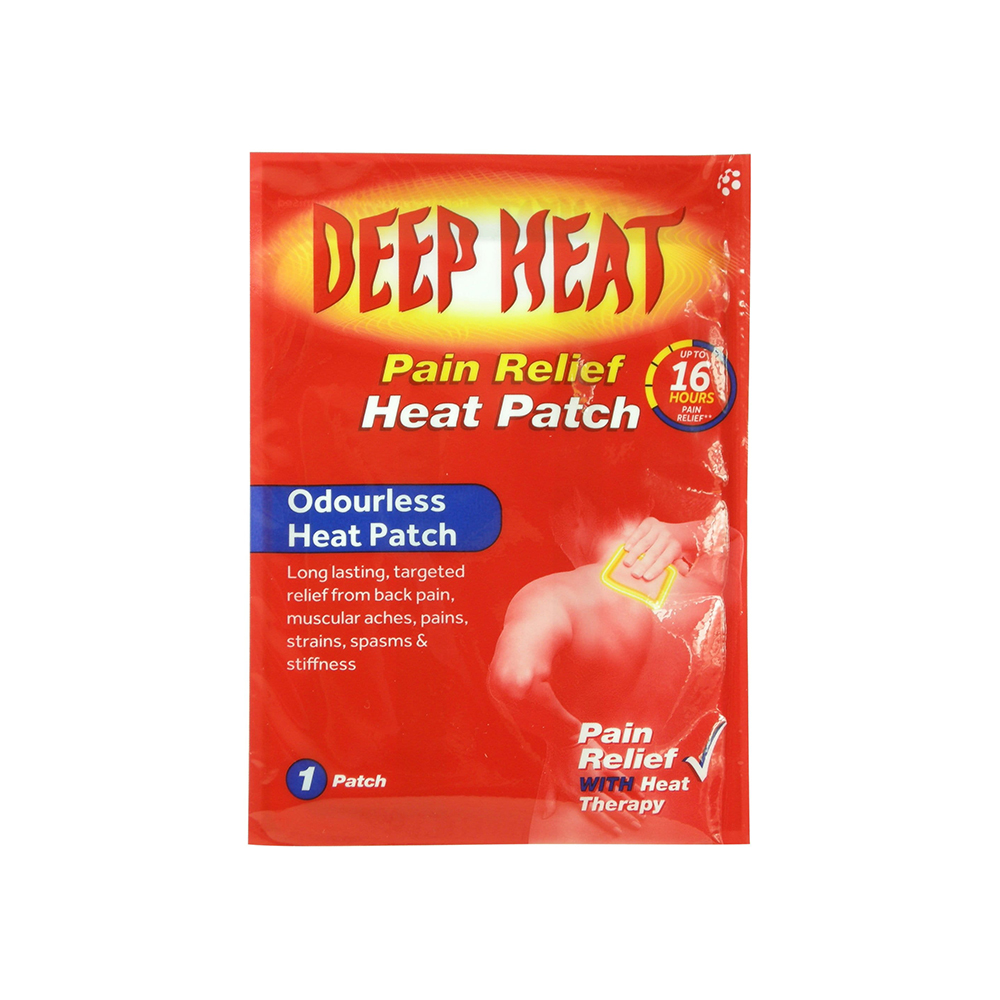 DEEP HEAT
Pain Relief
Heat Patch
UP TO
16
HOURS
PAIN
RELIEF**
Odourless
Heat Patch
Long lasting, targeted
relief from back pain,
muscular aches, pains,
strains, spasms &
stiffness
1 Patch
Pain
Relief
WITH Heat
Therapy